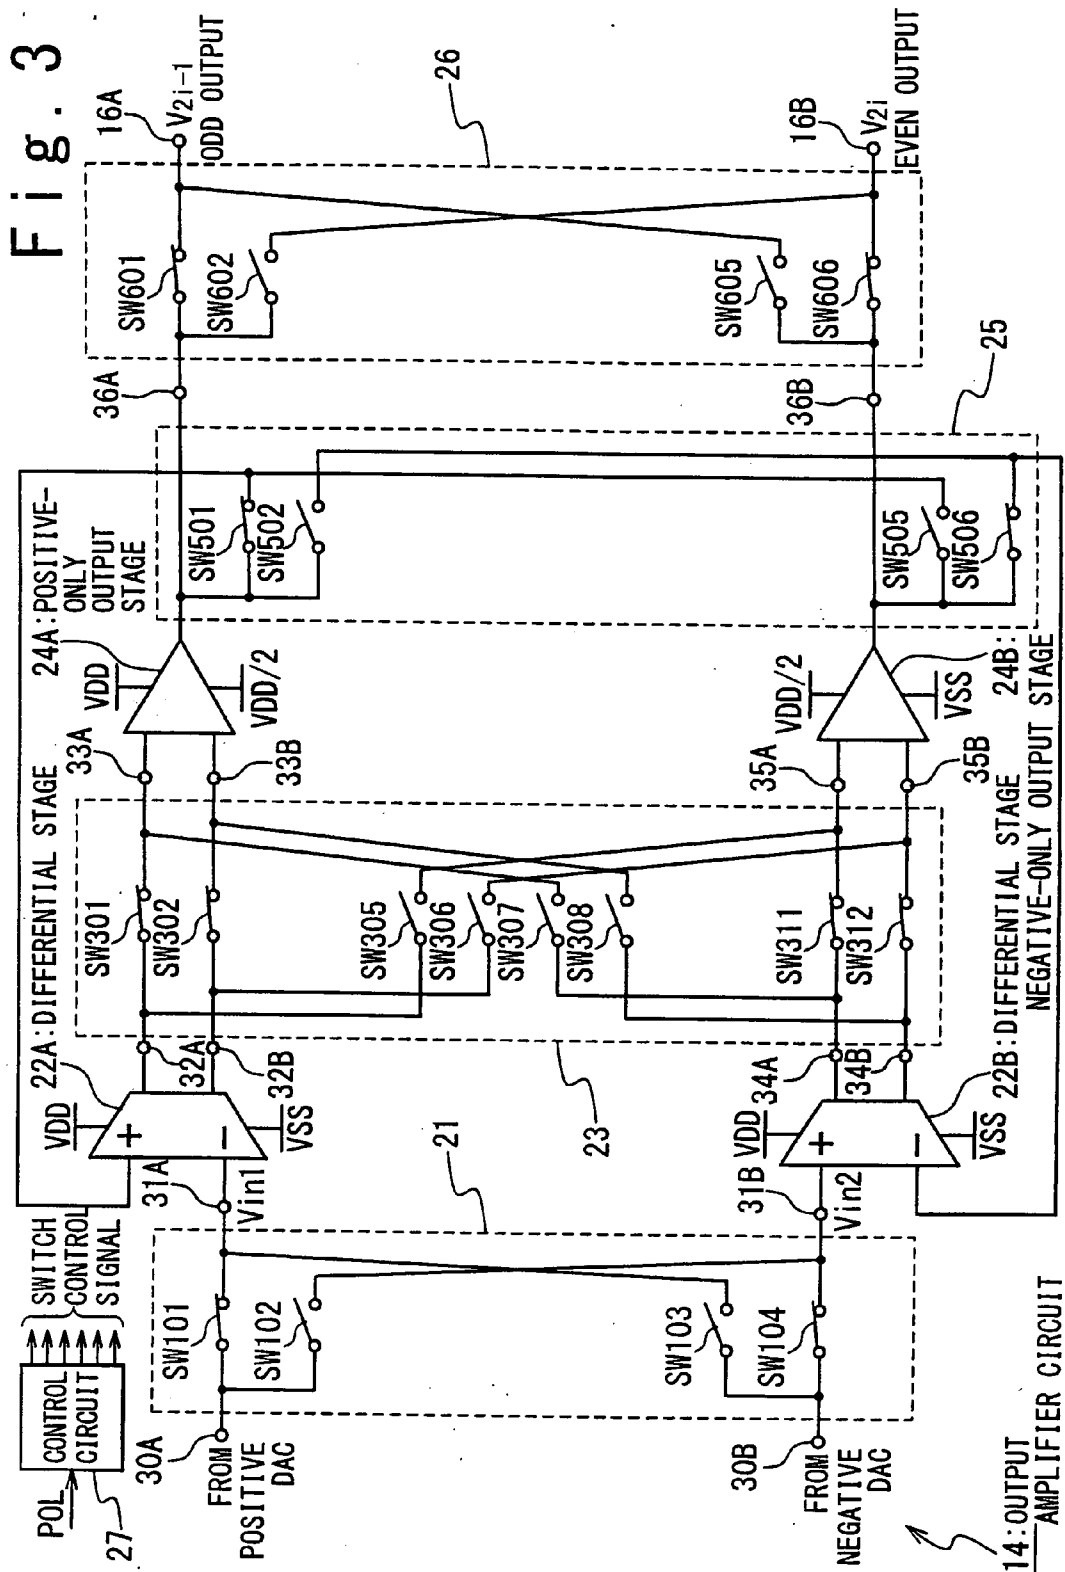 Fig. 3
POL
CONTROL
CIRCUIT
27
SWITCH
CONTROL
SIGNAL
22A:DIFFERENTIAL STAGE
24A:POSITIVE-
ONLY
OUTPUT
STAGE
VDD
+
−
VSS
31A
Vin1
32A
32B
33A
33B
VDD
VDD/2
36A
16A
V2i-1
ODD OUTPUT
30A
FROM
POSITIVE
DAC
SW101
SW102
21
SW103
SW104
30B
FROM
NEGATIVE
DAC
SW301
SW302
SW305
SW306
SW307
SW308
SW311
SW312
23
SW501
SW502
SW505
SW506
25
SW601
SW602
26
SW605
SW606
31B
Vin2
VDD
+
−
VSS
34A
34B
35A
35B
VDD/2
VSS
36B
16B
V2i
EVEN OUTPUT
22B:DIFFERENTIAL STAGE
24B:
NEGATIVE-ONLY OUTPUT STAGE
14:OUTPUT
AMPLIFIER CIRCUIT